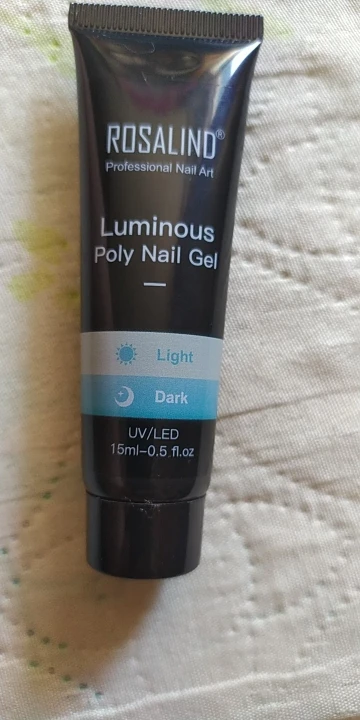 ROSALIND®
Professional Nail Art
Luminous
Poly Nail Gel
Light
Dark
UV/LED
15ml-0.5 fl.oz